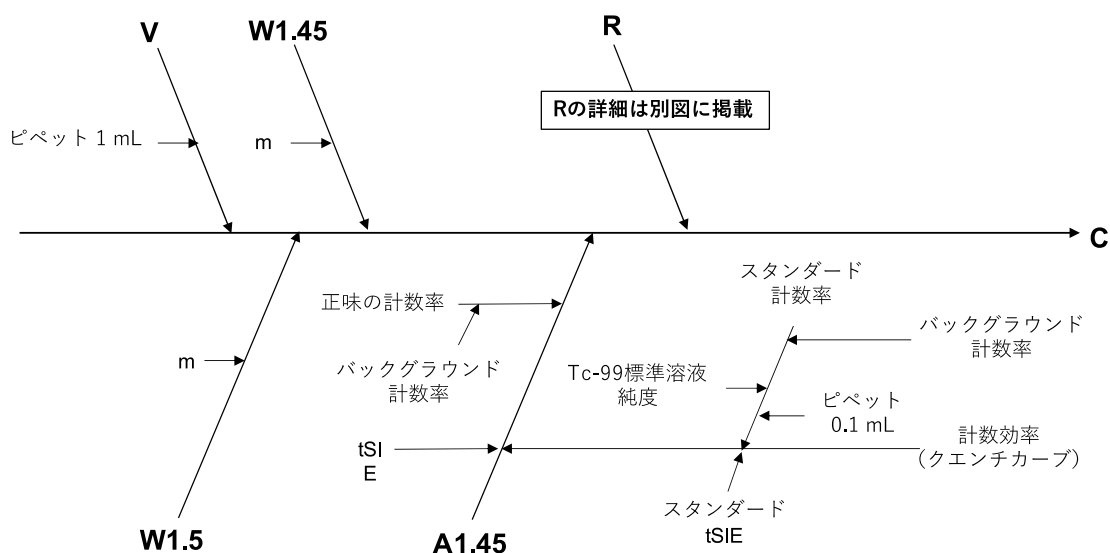 V
W1.45
R
Rの詳細は別図に掲載
ピペット 1 mL
m
C
スタンダード
計数率
正味の計数率
バックグラウンド
計数率
m
バックグラウンド
計数率
Tc-99標準溶液
純度
ピペット
0.1 mL
tSI
E
計数効率
(クエンチカーブ)
スタンダード
tSIE
W1.5
A1.45